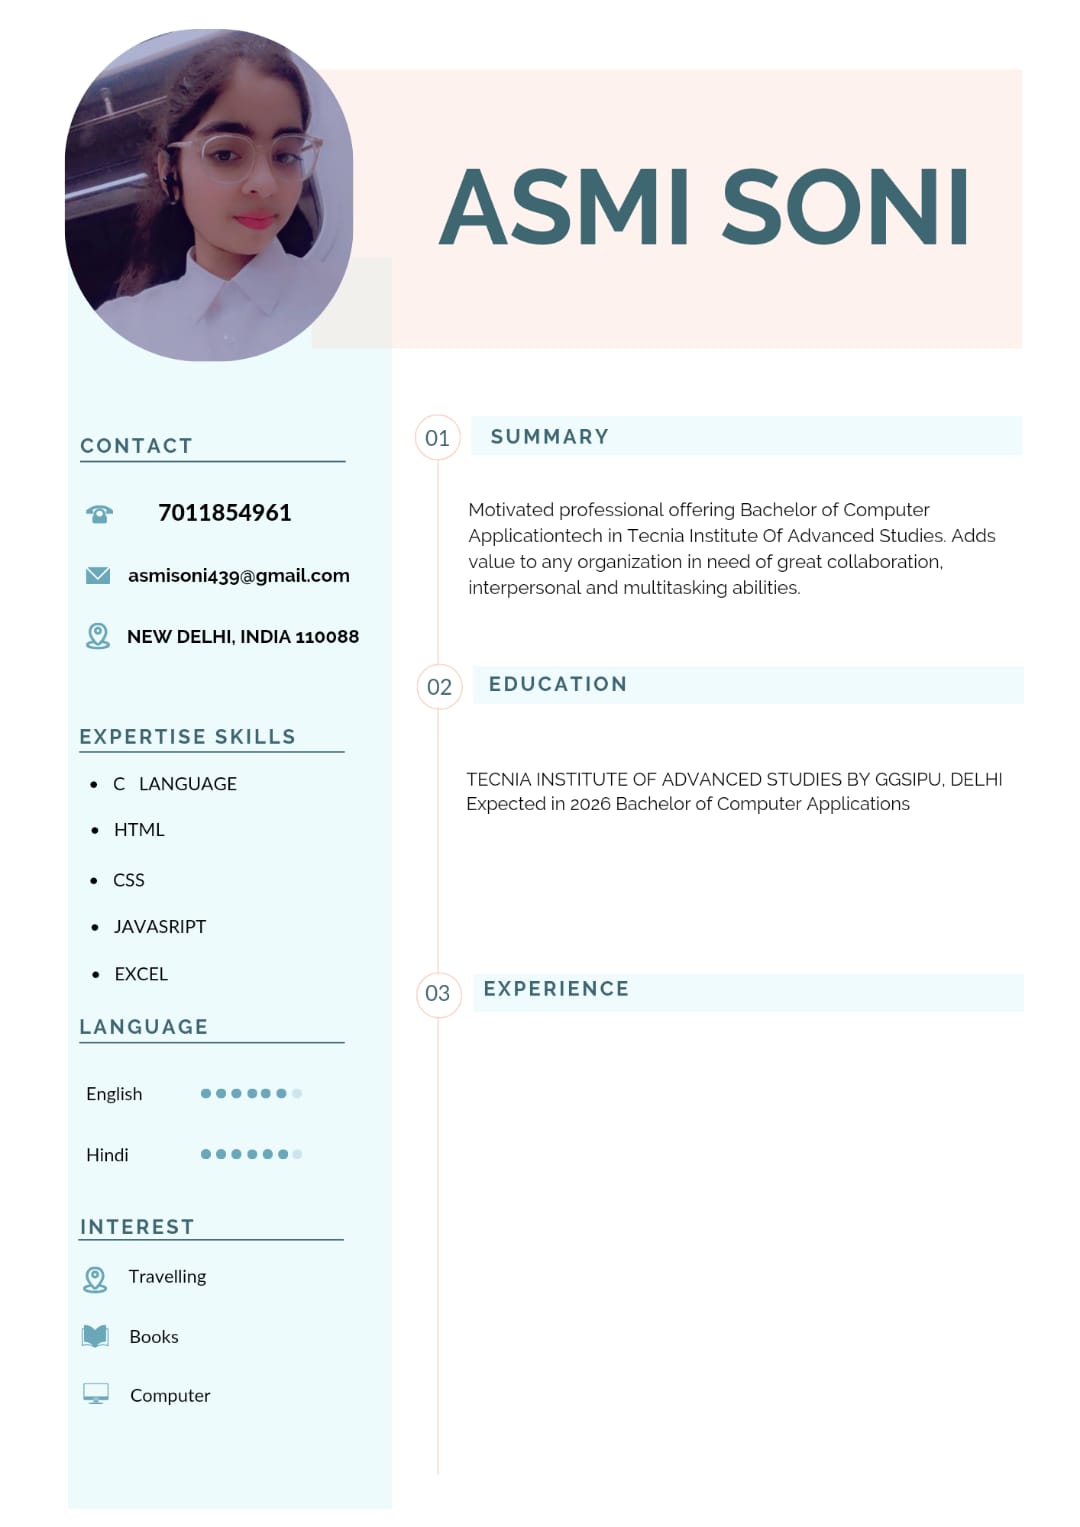 ASMI SONI
CONTACT
7011854961
asmisoni439@gmail.com
NEW DELHI, INDIA 110088
EXPERTISE SKILLS
• C LANGUAGE
• HTML
• CSS
• JAVASRIPT
• EXCEL
LANGUAGE
English
Hindi
INTEREST
Travelling
Books
Computer
01 SUMMARY
Motivated professional offering Bachelor of Computer
Applicationtech in Tecnia Institute Of Advanced Studies. Adds
value to any organization in need of great collaboration,
interpersonal and multitasking abilities.
02 EDUCATION
TECNIA INSTITUTE OF ADVANCED STUDIES BY GGSIPU, DELHI
Expected in 2026 Bachelor of Computer Applications
03 EXPERIENCE